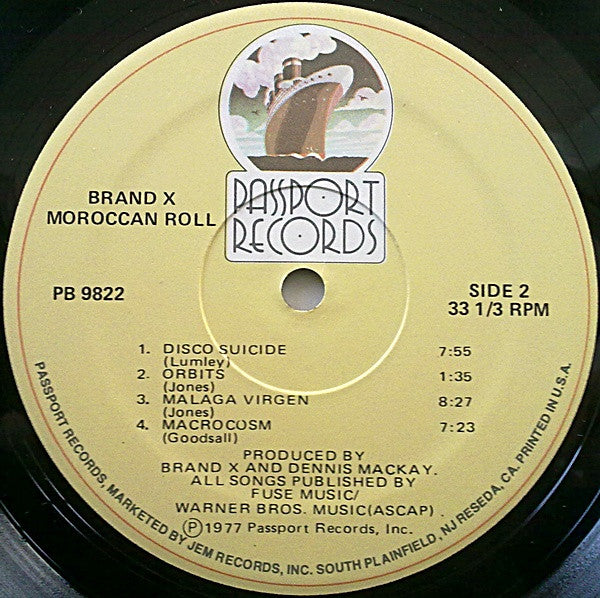 PASSPORT
RECORDS
BRAND X
MOROCCAN ROLL
PB 9822
SIDE 2
33 1/3 RPM
1. DISCO SUICIDE 7:55
(Lumley)
2. ORBITS 1:35
(Jones)
3. MALAGA VIRGEN 8:27
(Jones)
4. MACROCOSM 7:23
(Goodsall)
PRODUCED BY
BRAND X AND DENNIS MACKAY.
ALL SONGS PUBLISHED BY
FUSE MUSIC/
WARNER BROS. MUSIC(ASCAP) .
Ⓟ1977 Passport Records, Inc.
PASSPORT RECORDS, MARKETED BY JEM RECORDS, INC. SOUTH PLAINFIELD, NJ RESEDA, CA. PRINTED IN U.S.A.